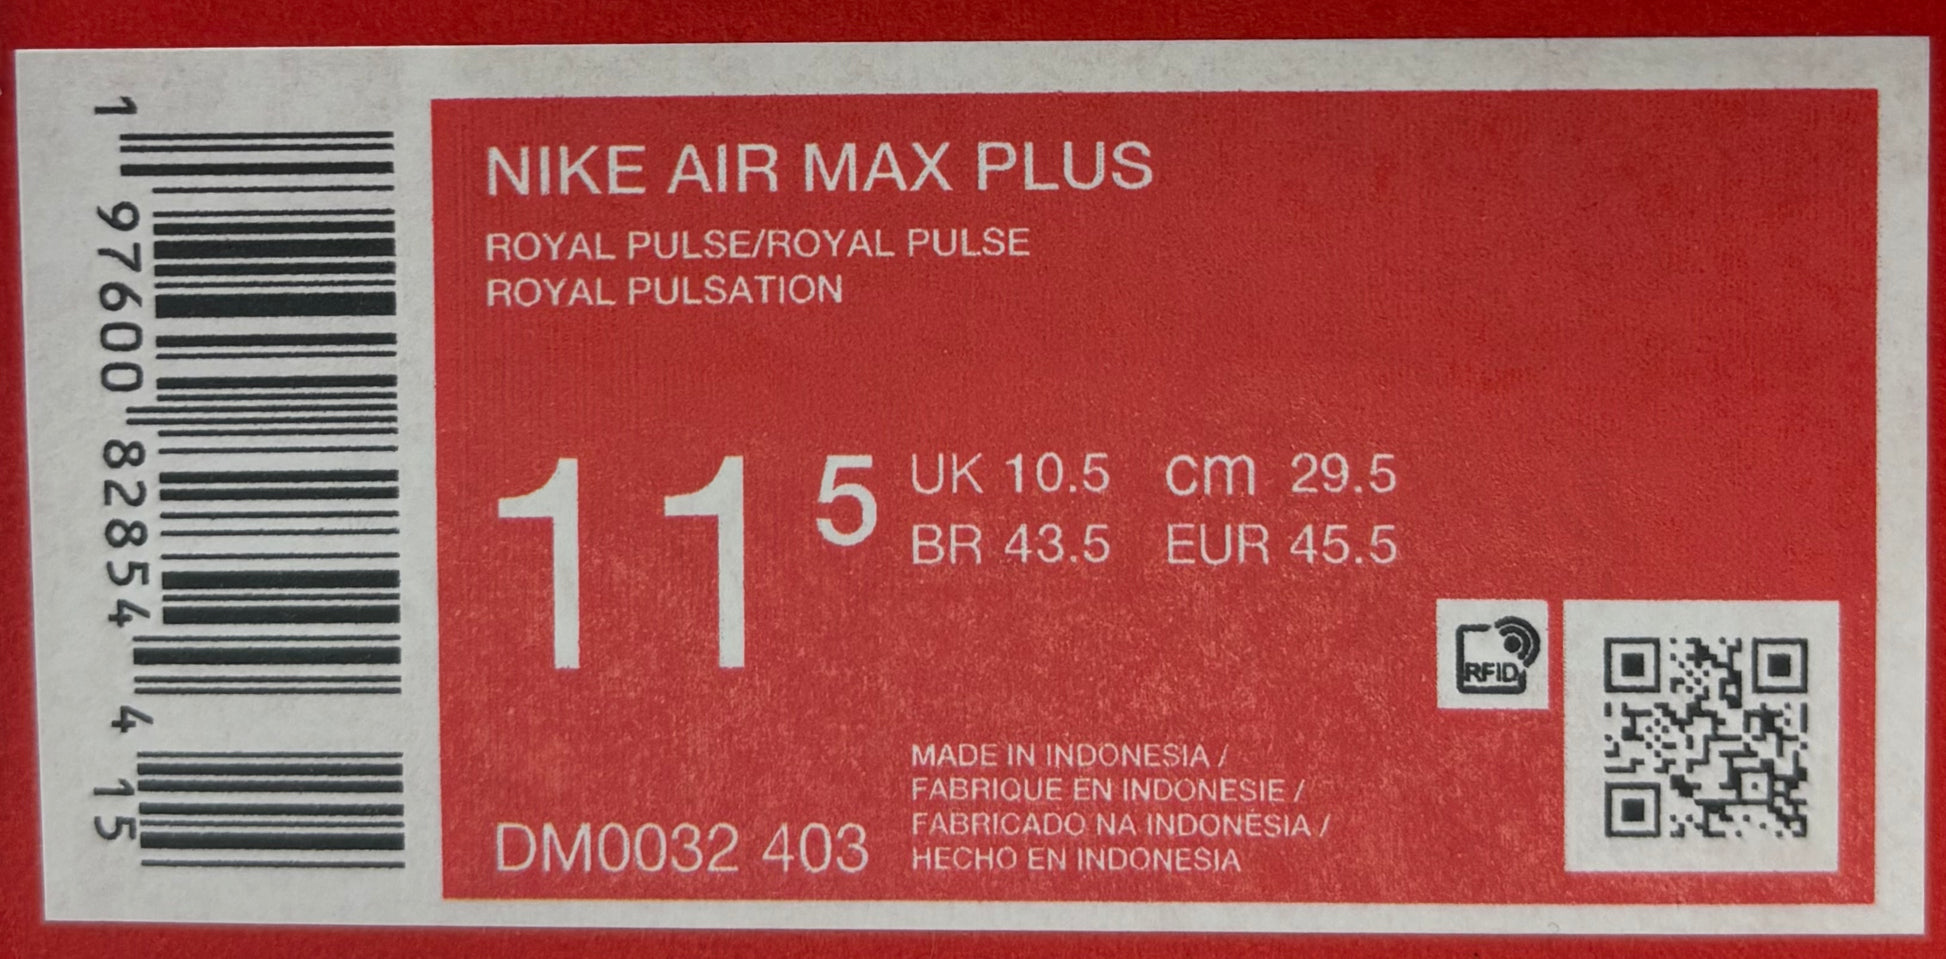 1 97600 82854 4 15
NIKE AIR MAX PLUS
ROYAL PULSE/ROYAL PULSE
ROYAL PULSATION
11 5
UK 10.5 cm 29.5
BR 43.5 EUR 45.5
RFID
MADE IN INDONESIA /
FABRIQUE EN INDONESIE /
FABRICADO NA INDONÉSIA /
HECHO EN INDONESIA
DM0032 403